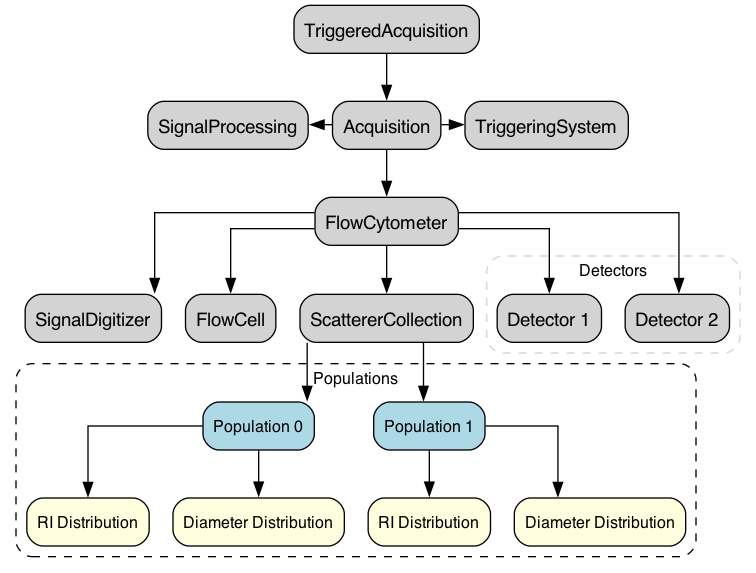 TriggeredAcquisition
SignalProcessing
Acquisition
TriggeringSystem
FlowCytometer
Detectors
SignalDigitizer
FlowCell
ScattererCollection
Detector 1
Detector 2
Populations
Population 0
Population 1
RI Distribution
Diameter Distribution
RI Distribution
Diameter Distribution